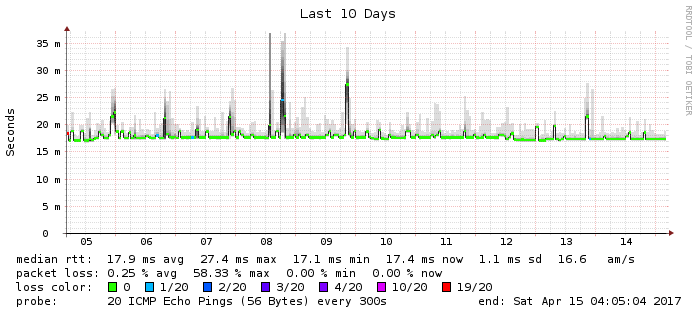 Last 10 Days
RRDTOOL / TOBI OETIKER
Seconds
35 m
30 m
25 m
20 m
15 m
10 m
5 m
0
05 06 07 08 09 10 11 12 13 14
median rtt: 17.9 ms avg 27.4 ms max 17.1 ms min 17.4 ms now 1.1 ms sd 16.6 am/s
packet loss: 0.25 % avg 58.33 % max 0.00 % min 0.00 % now
loss color: 0 1/20 2/20 3/20 4/20 10/20 19/20
probe: 20 ICMP Echo Pings (56 Bytes) every 300s end: Sat Apr 15 04:05:04 2017